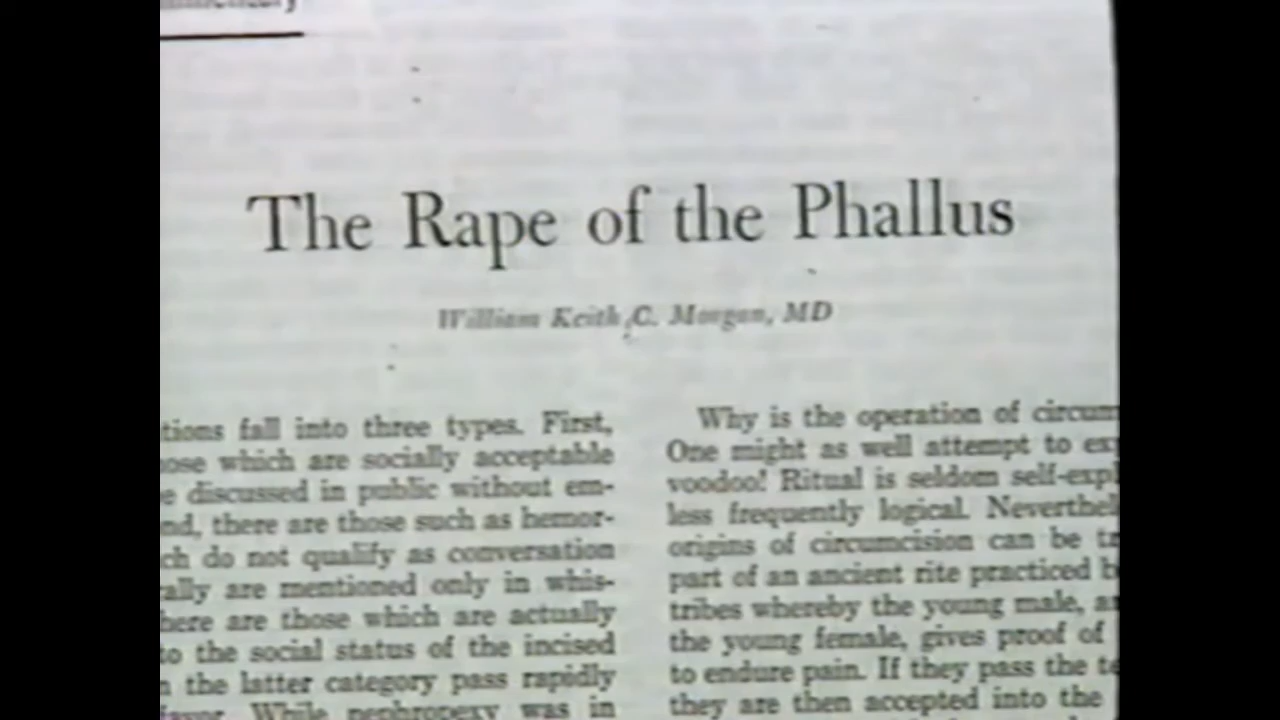 The Rape of the Phallus
William Keith C. Morgan, MD
tions fall into three types. First,
ose which are socially acceptable
e discussed in public without em-
nd, there are those such as hemor-
ch do not qualify as conversation
ally are mentioned only in whis-
here are those which are actually
to the social status of the incised
n the latter category pass rapidly
favor. While nephropexy was in
Why is the operation of circum
One might as well attempt to ex
voodoo! Ritual is seldom self-expl
less frequently logical. Neverthel
origins of circumcision can be tr
part of an ancient rite practiced b
tribes whereby the young male, a
the young female, gives proof of
to endure pain. If they pass the te
they are then accepted into the